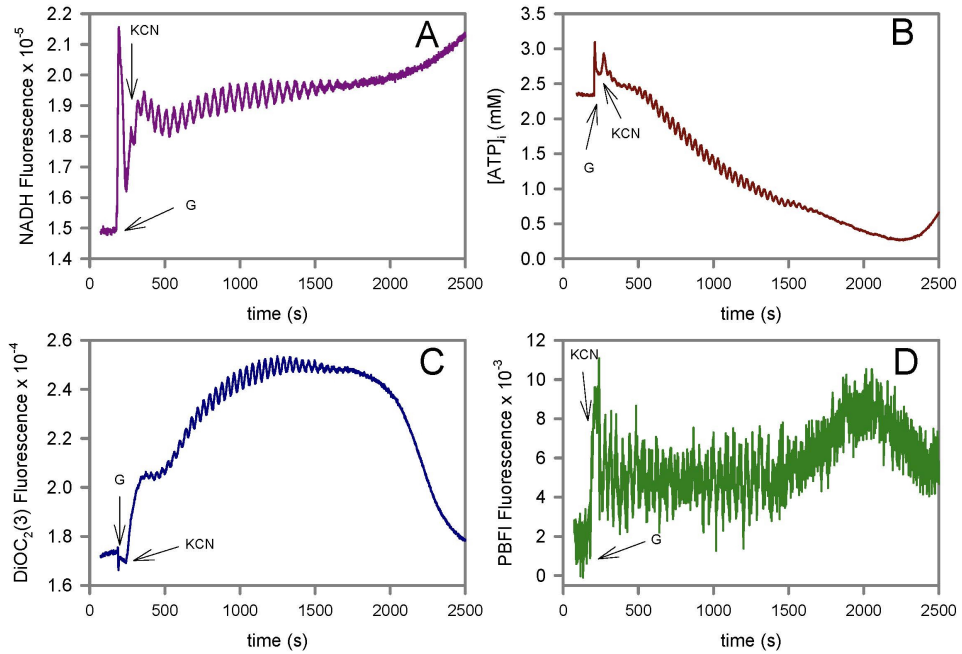 A
NADH Fluorescence x 10⁻⁵
2.2
2.1
2.0
1.9
1.8
1.7
1.6
1.5
1.4
KCN
G
0 500 1000 1500 2000 2500
time (s)
B
[ATP]i (mM)
3.5
3.0
2.5
2.0
1.5
1.0
0.5
0.0
G
KCN
0 500 1000 1500 2000 2500
time (s)
C
DiOC₂(3) Fluorescence x 10⁻⁴
2.6
2.4
2.2
2.0
1.8
1.6
G
KCN
0 500 1000 1500 2000 2500
time (s)
D
PBFI Fluorescence x 10⁻³
12
10
8
6
4
2
0
KCN
G
0 500 1000 1500 2000 2500
time (s)